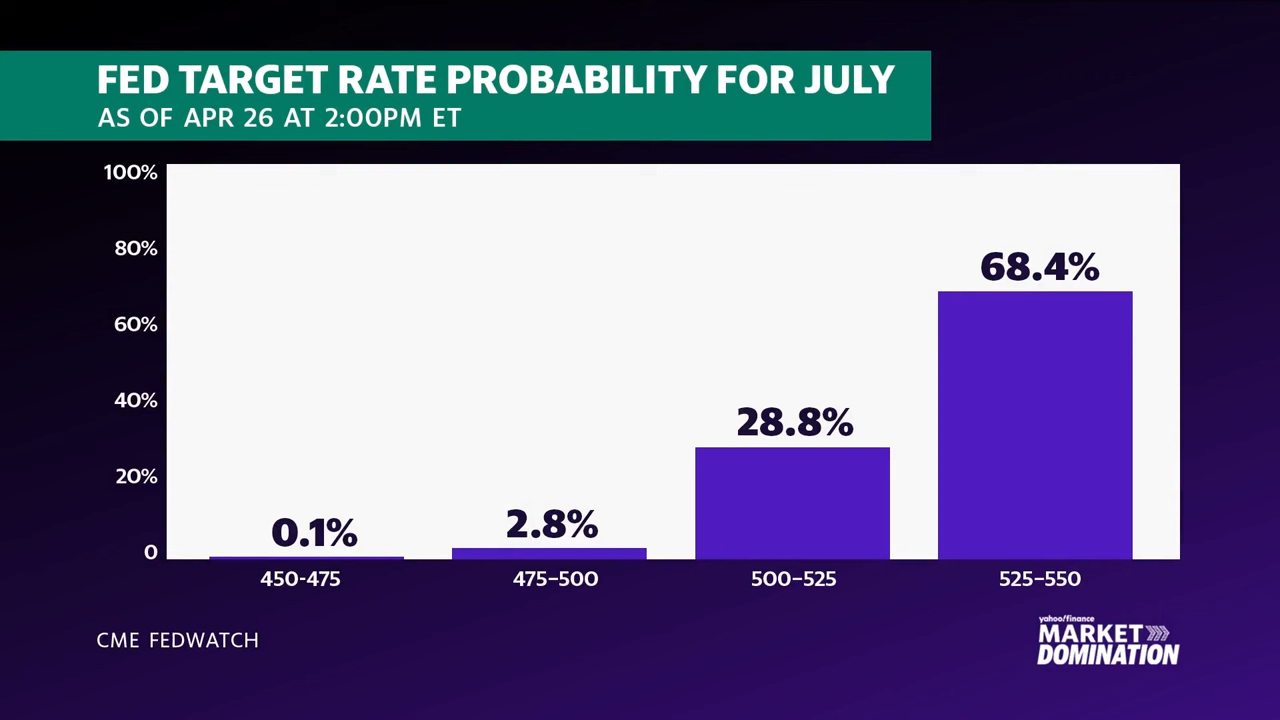 FED TARGET RATE PROBABILITY FOR JULY
AS OF APR 26 AT 2:00PM ET
100%
80%
60%
40%
20%
0
0.1%
2.8%
28.8%
68.4%
450-475
475–500
500–525
525–550
CME FEDWATCH
yahoo!finance
MARKET
DOMINATION